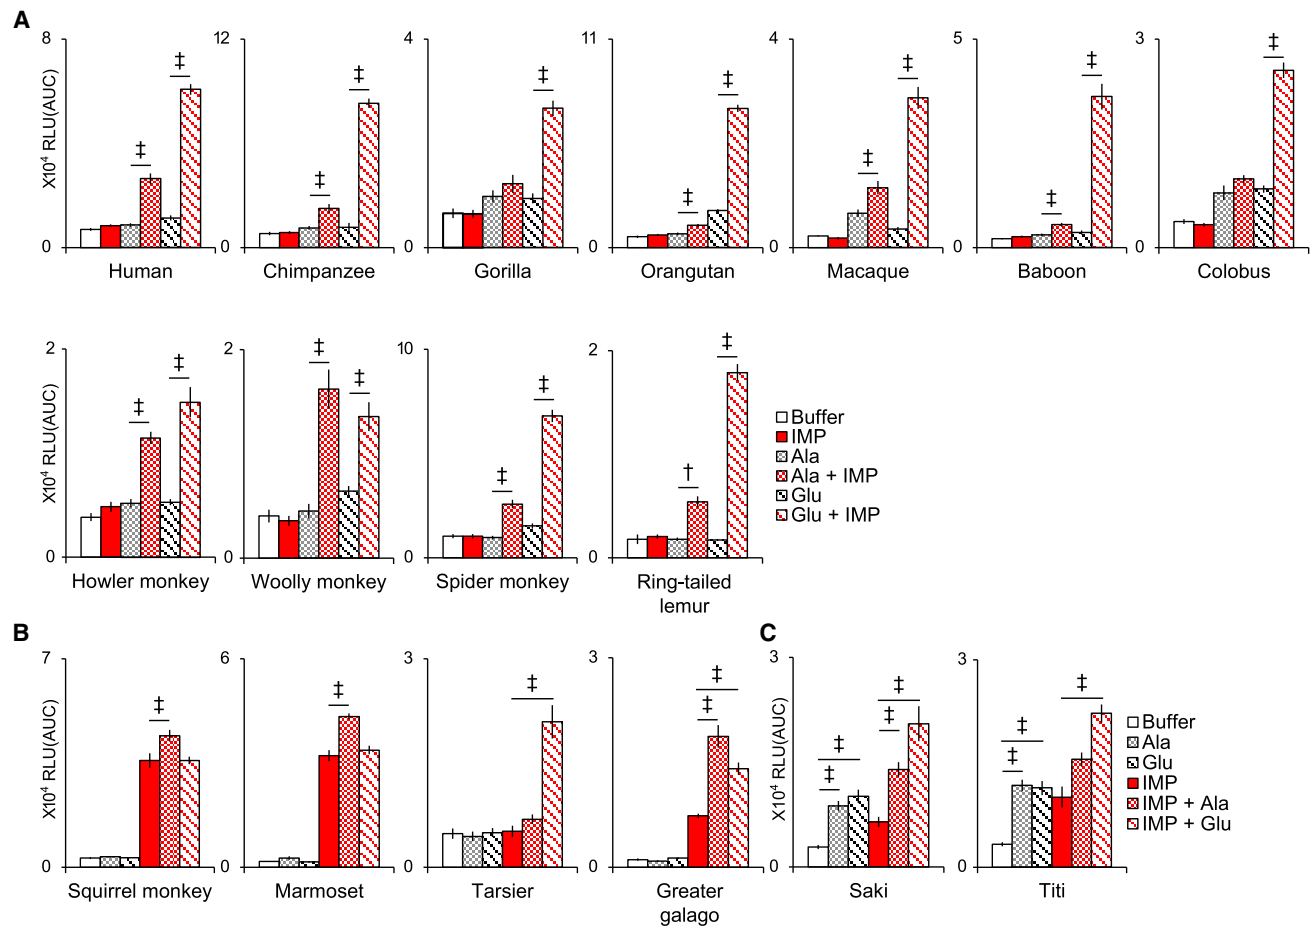 A
X10⁴ RLU(AUC)
8
0
‡
‡
Human
12
0
‡
‡
Chimpanzee
4
0
‡
Gorilla
11
0
‡
‡
Orangutan
4
0
‡
‡
Macaque
5
0
‡
‡
Baboon
3
0
‡
Colobus
X10⁴ RLU(AUC)
2
0
‡
‡
Howler monkey
2
0
‡
‡
Woolly monkey
10
0
‡
‡
Spider monkey
2
0
†
‡
Ring-tailed
lemur
Buffer
IMP
Ala
Ala + IMP
Glu
Glu + IMP
B
X10⁴ RLU(AUC)
7
0
‡
Squirrel monkey
6
0
‡
Marmoset
3
0
‡
Tarsier
3
0
‡
‡
Greater
galago
C
X10⁴ RLU(AUC)
3
0
‡
‡
‡
‡
Saki
3
0
‡
‡
‡
Titi
Buffer
Ala
Glu
IMP
IMP + Ala
IMP + Glu